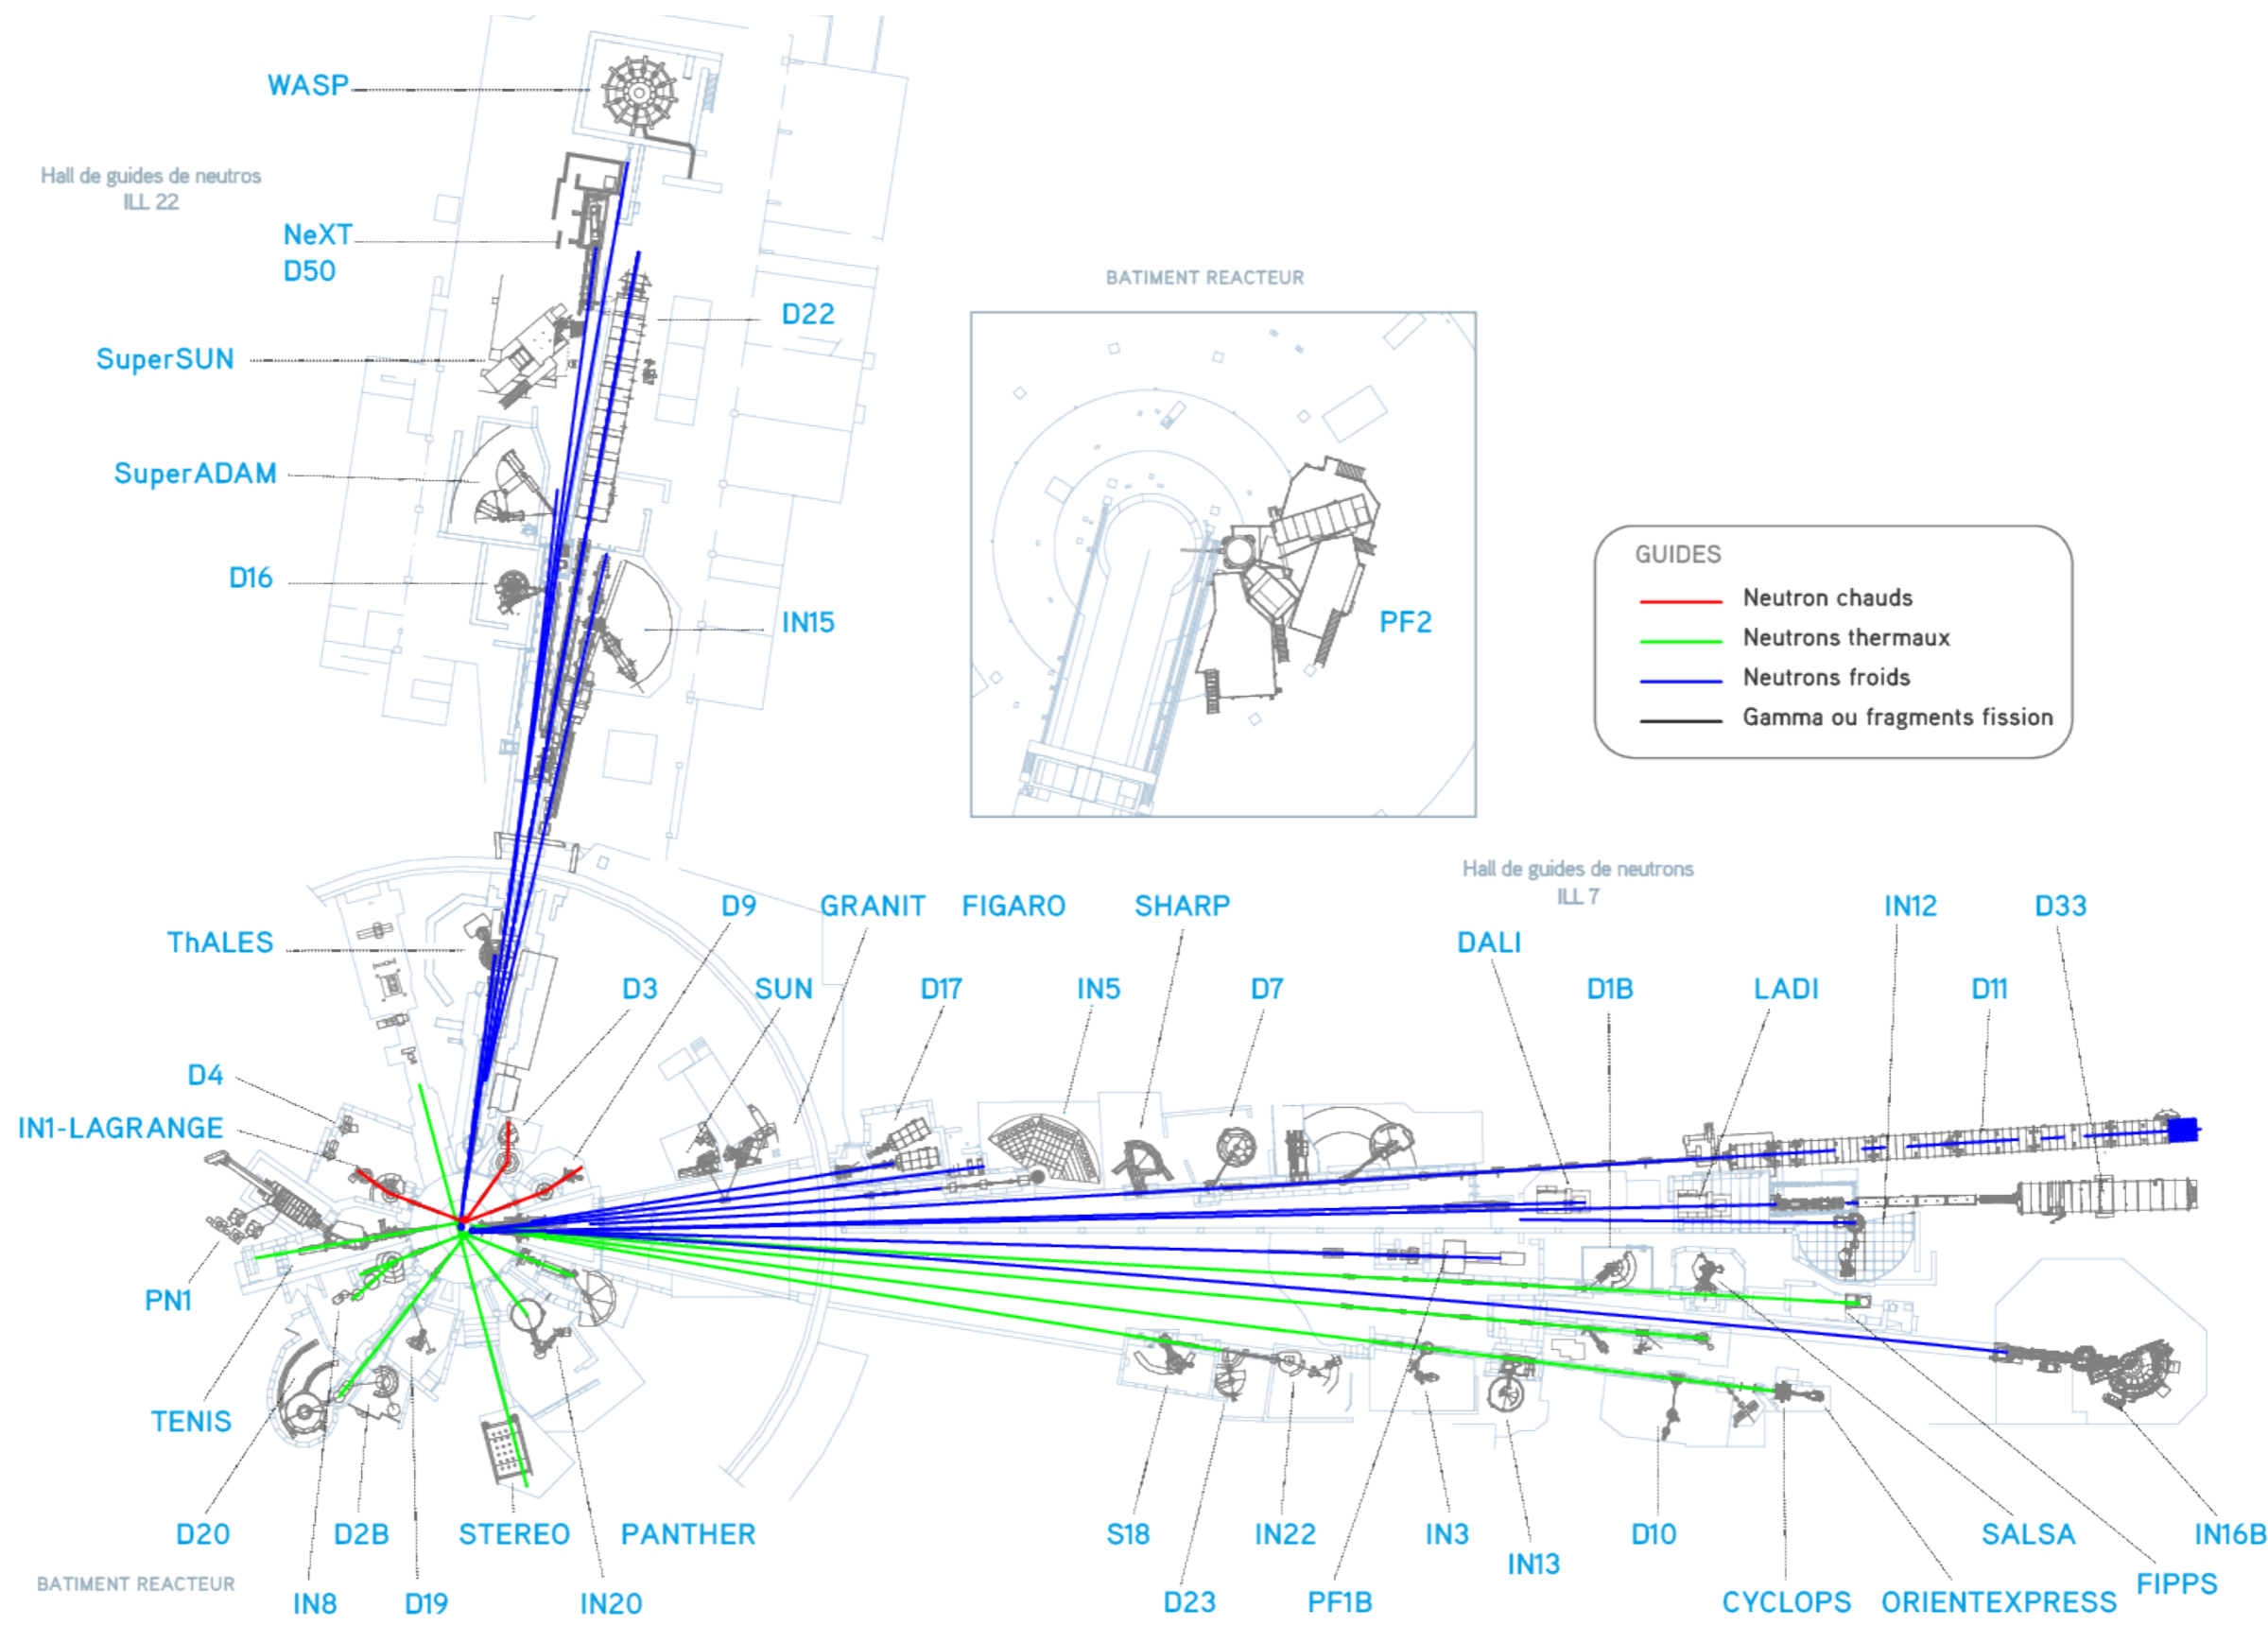 WASP
Hall de guides de neutros
ILL 22
NeXT
D50
D22
SuperSUN
SuperADAM
D16
IN15
BATIMENT REACTEUR
PF2
GUIDES
Neutron chauds
Neutrons thermaux
Neutrons froids
Gamma ou fragments fission
Hall de guides de neutrons
ILL 7
ThALES
D9
GRANIT
FIGARO
SHARP
DALI
IN12
D33
D3
SUN
D17
IN5
D7
D1B
LADI
D11
D4
IN1-LAGRANGE
PN1
TENIS
D20
D2B
STEREO
PANTHER
S18
IN22
IN3
IN13
D10
SALSA
IN16B
BATIMENT REACTEUR
IN8
D19
IN20
D23
PF1B
CYCLOPS
ORIENTEXPRESS
FIPPS